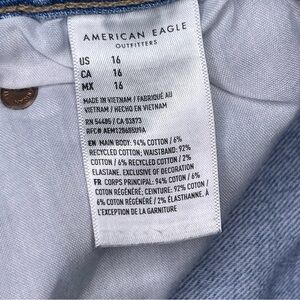 AMERICAN EAGLE
OUTFITTERS
US 16
CA 16
MX 16
MADE IN VIETNAM / FABRIQUÉ AU
VIETNAM / HECHO EN VIETNAM
RN 54485 / CA 03873
RFC# AEM128685U9A
EN MAIN BODY: 94% COTTON / 6%
RECYCLED COTTON; WAISTBAND: 92%
COTTON / 6% RECYCLED COTTON / 2%
ELASTANE. EXCLUSIVE OF DECORATION
FR CORPS PRINCIPAL: 94% COTON / 6%
COTON RÉGÉNÉRÉ; CEINTURE: 92% COTON /
6% COTON RÉGÉNÉRÉ / 2% ÉLASTHANNE. À
L'EXCEPTION DE LA GARNITURE